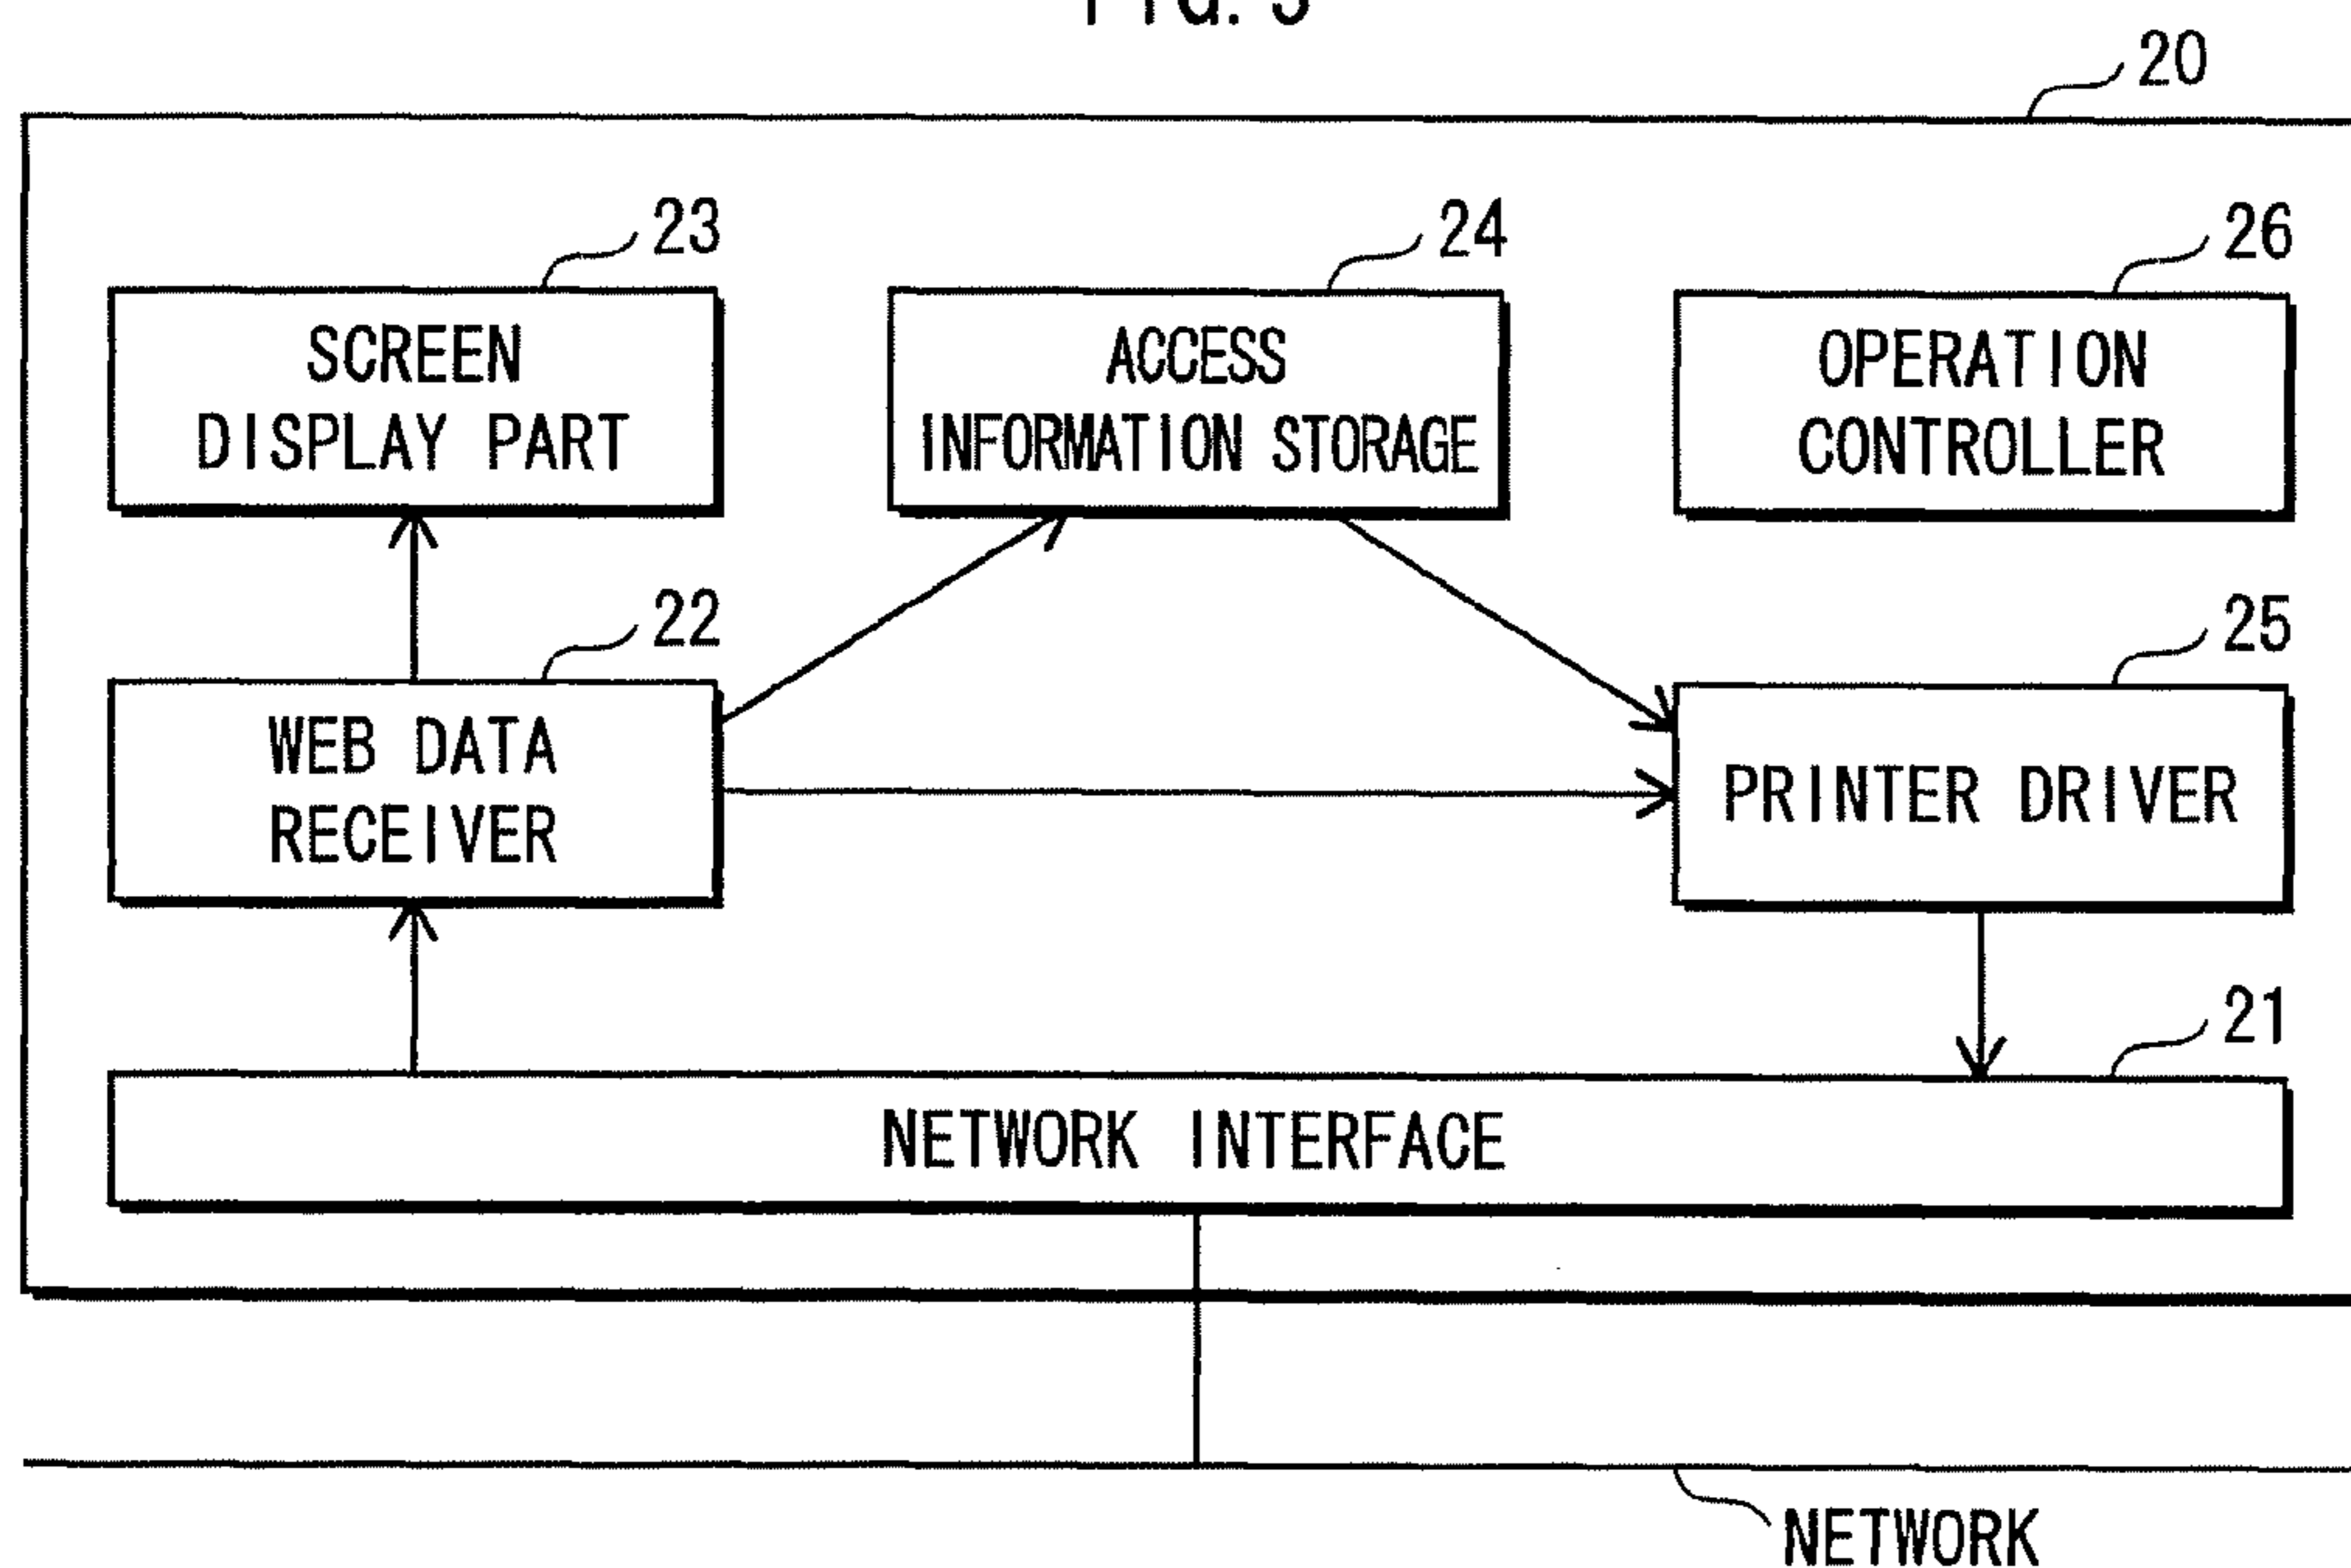 20
23
24
26
SCREEN
DISPLAY PART
ACCESS
INFORMATION STORAGE
OPERATION
CONTROLLER
22
25
WEB DATA
RECEIVER
PRINTER DRIVER
21
NETWORK INTERFACE
NETWORK